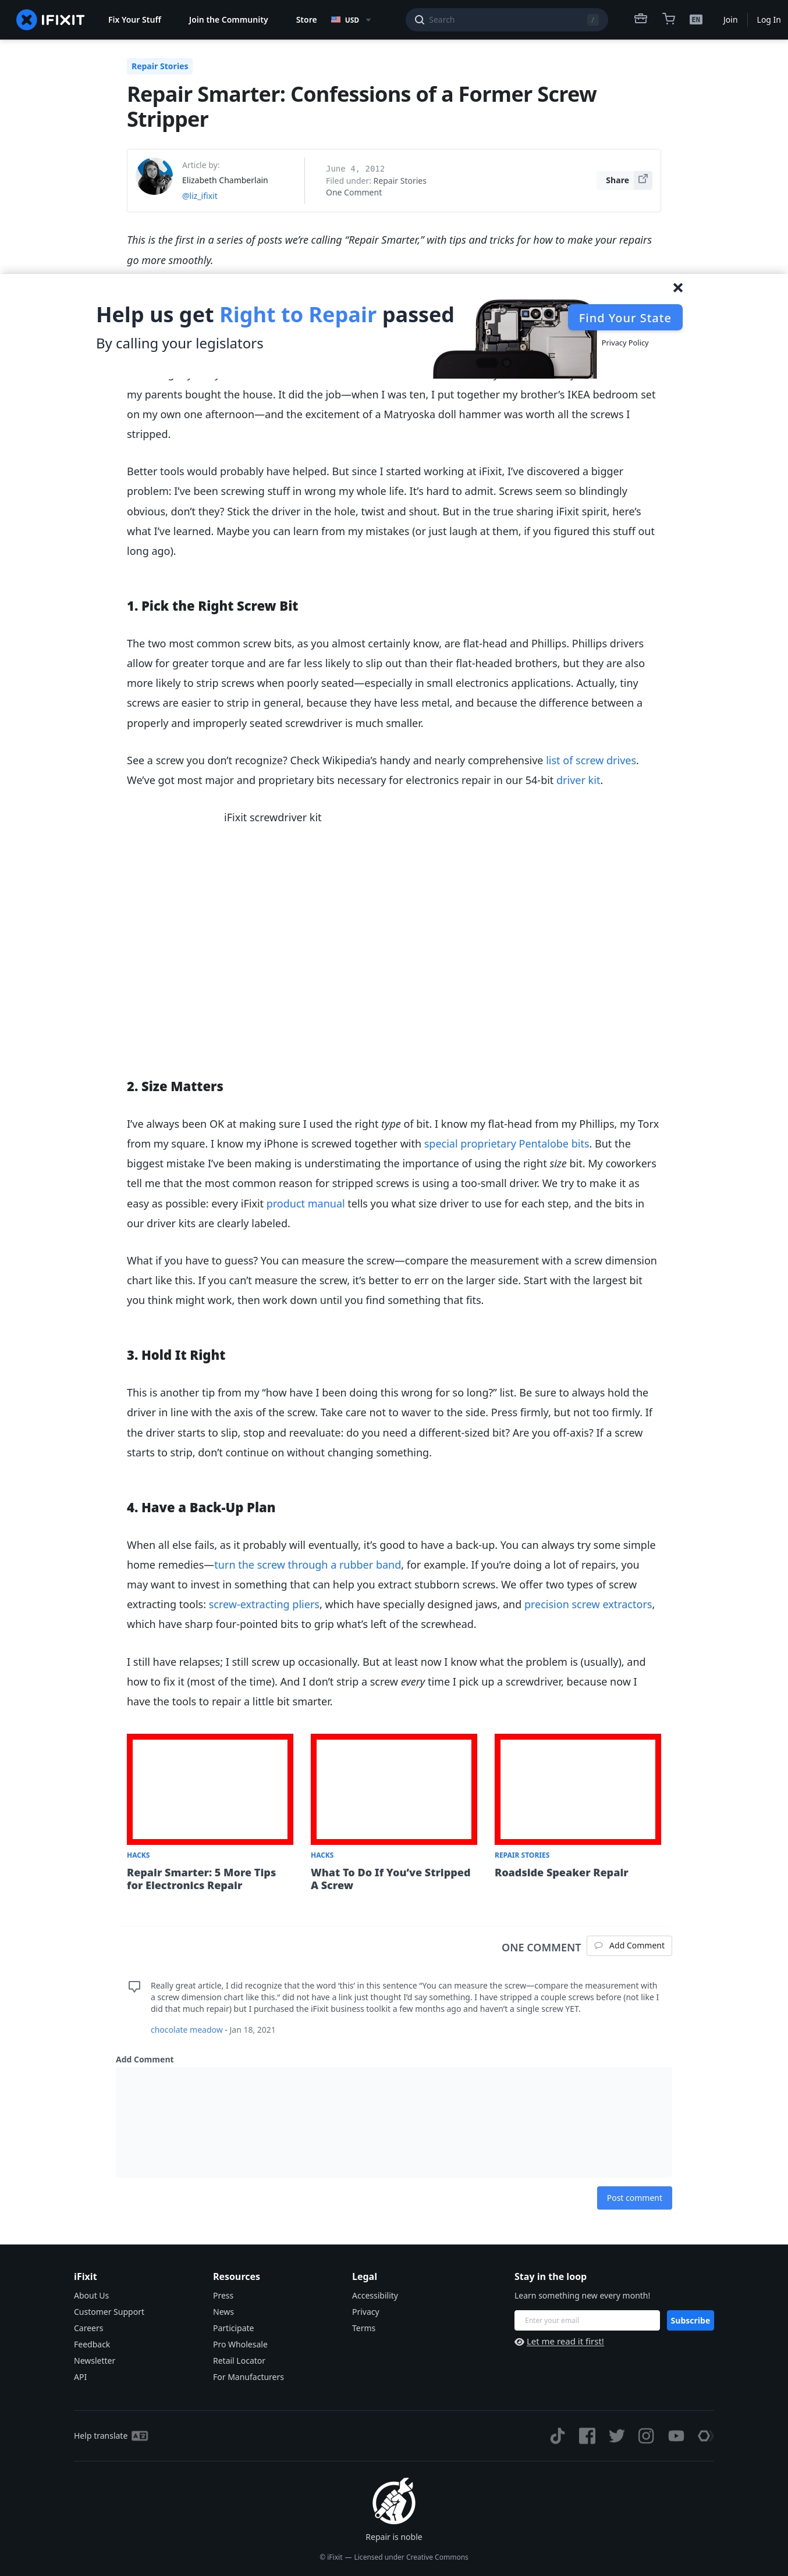 IFIXIT
Fix Your Stuff
Join the Community
Store
USD
Search
/
EN
Join
Log In
Repair Stories
Repair Smarter: Confessions of a Former Screw
Stripper
Article by:
Elizabeth Chamberlain
@liz_ifixit
June 4, 2012
Filed under: Repair Stories
One Comment
Share
This is the first in a series of posts we’re calling “Repair Smarter,” with tips and tricks for how to make your repairs
go more smoothly.
Help us get Right to Repair passed
By calling your legislators
Find Your State
Privacy Policy
my parents bought the house. It did the job—when I was ten, I put together my brother’s IKEA bedroom set
on my own one afternoon—and the excitement of a Matryoska doll hammer was worth all the screws I
stripped.
Better tools would probably have helped. But since I started working at iFixit, I’ve discovered a bigger
problem: I’ve been screwing stuff in wrong my whole life. It’s hard to admit. Screws seem so blindingly
obvious, don’t they? Stick the driver in the hole, twist and shout. But in the true sharing iFixit spirit, here’s
what I’ve learned. Maybe you can learn from my mistakes (or just laugh at them, if you figured this stuff out
long ago).
1. Pick the Right Screw Bit
The two most common screw bits, as you almost certainly know, are flat-head and Phillips. Phillips drivers
allow for greater torque and are far less likely to slip out than their flat-headed brothers, but they are also
more likely to strip screws when poorly seated—especially in small electronics applications. Actually, tiny
screws are easier to strip in general, because they have less metal, and because the difference between a
properly and improperly seated screwdriver is much smaller.
See a screw you don’t recognize? Check Wikipedia’s handy and nearly comprehensive list of screw drives.
We’ve got most major and proprietary bits necessary for electronics repair in our 54-bit driver kit.
iFixit screwdriver kit
2. Size Matters
I’ve always been OK at making sure I used the right type of bit. I know my flat-head from my Phillips, my Torx
from my square. I know my iPhone is screwed together with special proprietary Pentalobe bits. But the
biggest mistake I’ve been making is understimating the importance of using the right size bit. My coworkers
tell me that the most common reason for stripped screws is using a too-small driver. We try to make it as
easy as possible: every iFixit product manual tells you what size driver to use for each step, and the bits in
our driver kits are clearly labeled.
What if you have to guess? You can measure the screw—compare the measurement with a screw dimension
chart like this. If you can’t measure the screw, it’s better to err on the larger side. Start with the largest bit
you think might work, then work down until you find something that fits.
3. Hold It Right
This is another tip from my “how have I been doing this wrong for so long?” list. Be sure to always hold the
driver in line with the axis of the screw. Take care not to waver to the side. Press firmly, but not too firmly. If
the driver starts to slip, stop and reevaluate: do you need a different-sized bit? Are you off-axis? If a screw
starts to strip, don’t continue on without changing something.
4. Have a Back-Up Plan
When all else fails, as it probably will eventually, it’s good to have a back-up. You can always try some simple
home remedies—turn the screw through a rubber band, for example. If you’re doing a lot of repairs, you
may want to invest in something that can help you extract stubborn screws. We offer two types of screw
extracting tools: screw-extracting pliers, which have specially designed jaws, and precision screw extractors,
which have sharp four-pointed bits to grip what’s left of the screwhead.
I still have relapses; I still screw up occasionally. But at least now I know what the problem is (usually), and
how to fix it (most of the time). And I don’t strip a screw every time I pick up a screwdriver, because now I
have the tools to repair a little bit smarter.
HACKS
Repair Smarter: 5 More Tips
for Electronics Repair
HACKS
What To Do If You’ve Stripped
A Screw
REPAIR STORIES
Roadside Speaker Repair
ONE COMMENT
Add Comment
Really great article, I did recognize that the word ‘this’ in this sentence “You can measure the screw—compare the measurement with
a screw dimension chart like this.” did not have a link just thought I’d say something. I have stripped a couple screws before (not like I
did that much repair) but I purchased the iFixit business toolkit a few months ago and haven’t a single screw YET.
chocolate meadow - Jan 18, 2021
Add Comment
Post comment
iFixit
About Us
Customer Support
Careers
Feedback
Newsletter
API
Resources
Press
News
Participate
Pro Wholesale
Retail Locator
For Manufacturers
Legal
Accessibility
Privacy
Terms
Stay in the loop
Learn something new every month!
Enter your email
Subscribe
Let me read it first!
Help translate
Repair is noble
© iFixit — Licensed under Creative Commons